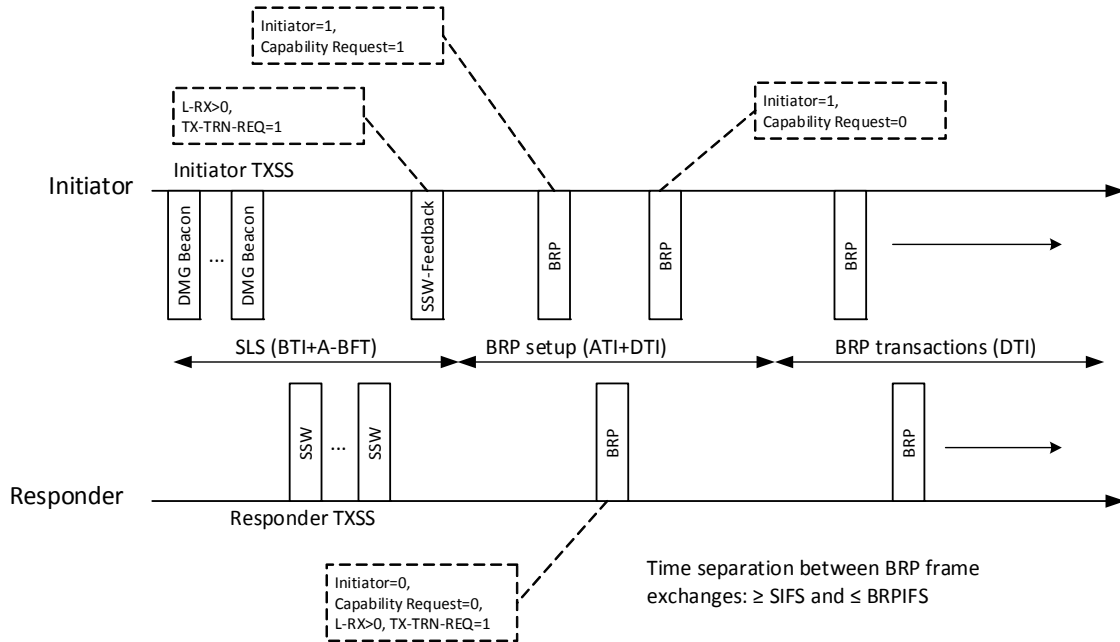 Initiator=1,
Capability Request=1
L-RX>0,
TX-TRN-REQ=1
Initiator=1,
Capability Request=0
Initiator TXSS
Initiator
DMG Beacon
...
DMG Beacon
SSW-Feedback
BRP
BRP
BRP
SLS (BTI+A-BFT)
BRP setup (ATI+DTI)
BRP transactions (DTI)
SSW
...
SSW
BRP
BRP
Responder
Responder TXSS
Initiator=0,
Capability Request=0,
L-RX>0, TX-TRN-REQ=1
Time separation between BRP frame
exchanges: ≥ SIFS and ≤ BRPIFS